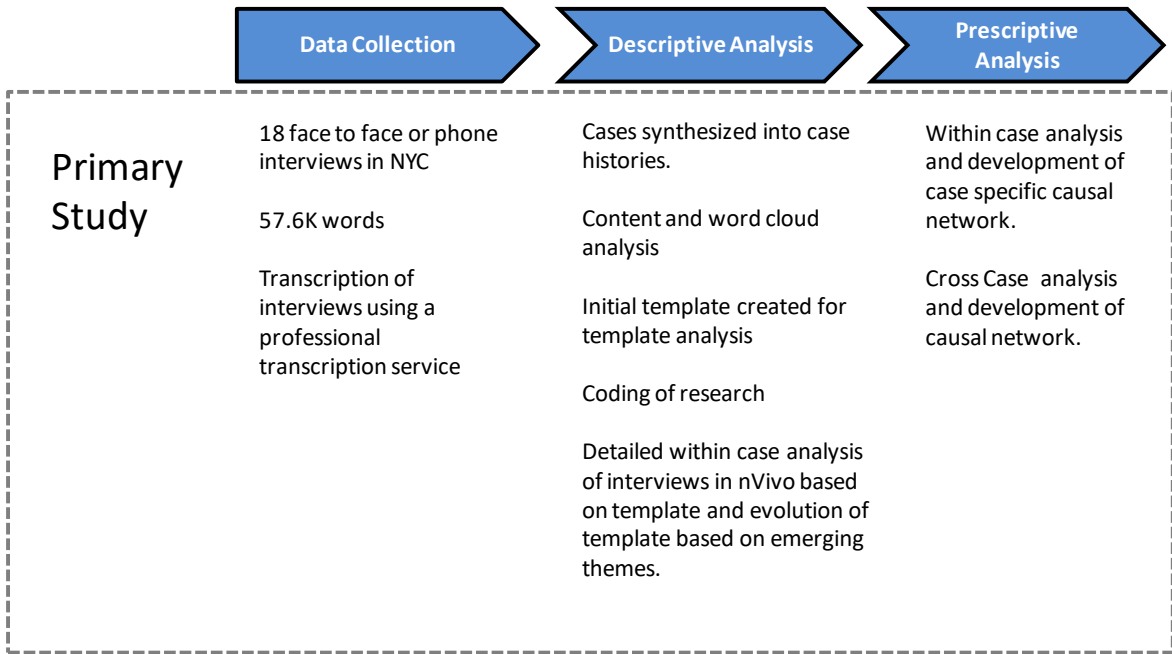 Data Collection
Descriptive Analysis
Prescriptive
Analysis
Primary
Study
18 face to face or phone
interviews in NYC
57.6K words
Transcription of
interviews using a
professional
transcription service
Cases synthesized into case
histories.
Content and word cloud
analysis
Initial template created for
template analysis
Coding of research
Detailed within case analysis
of interviews in nVivo based
on template and evolution of
template based on emerging
themes.
Within case analysis
and development of
case specific causal
network.
Cross Case analysis
and development of
causal network.